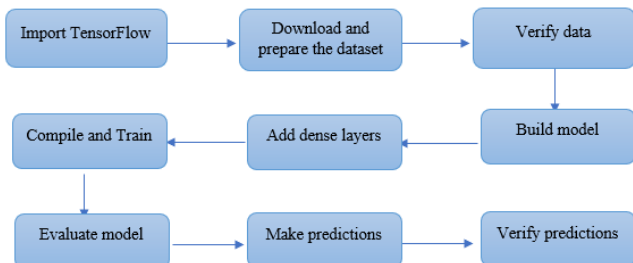 Import TensorFlow
Download and
prepare the dataset
Verify data
Build model
Add dense layers
Compile and Train
Evaluate model
Make predictions
Verify predictions